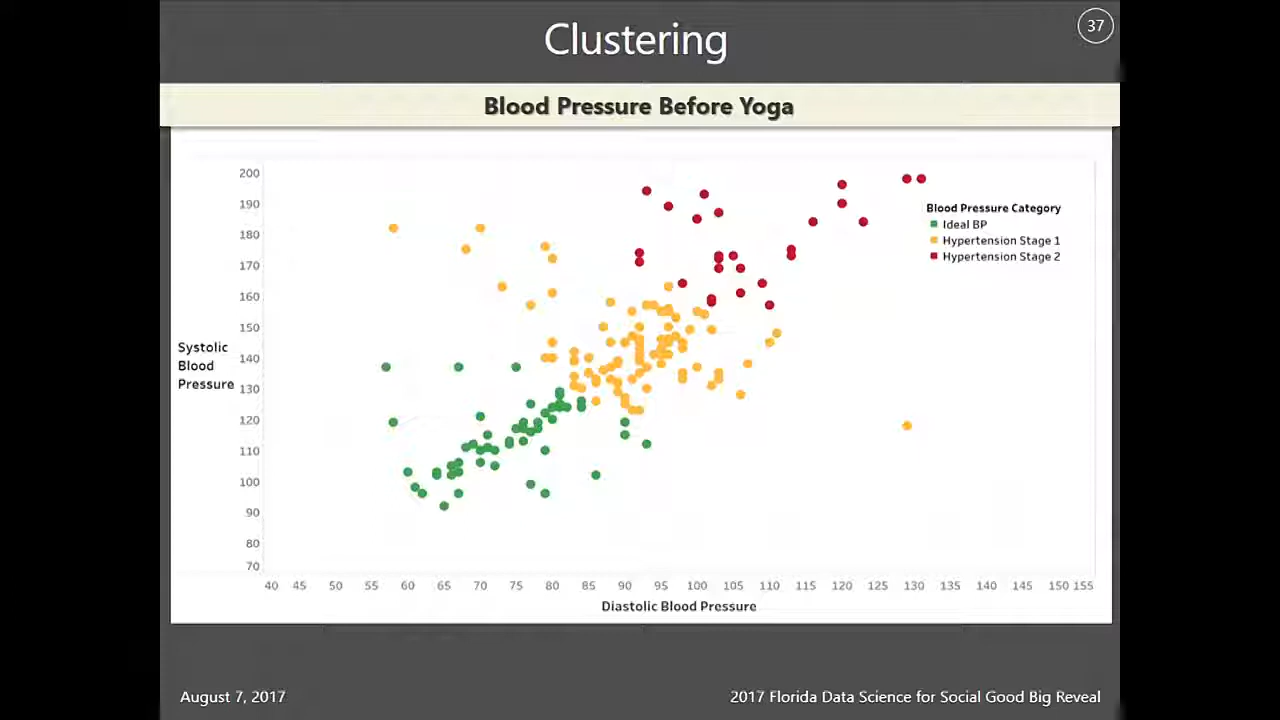 Clustering
37
Blood Pressure Before Yoga
200
190
180
170
160
150
140
130
120
110
100
90
80
70
Systolic
Blood
Pressure
Blood Pressure Category
Ideal BP
Hypertension Stage 1
Hypertension Stage 2
40 45 50 55 60 65 70 75 80 85 90 95 100 105 110 115 120 125 130 135 140 145 150 155
Diastolic Blood Pressure
August 7, 2017
2017 Florida Data Science for Social Good Big Reveal